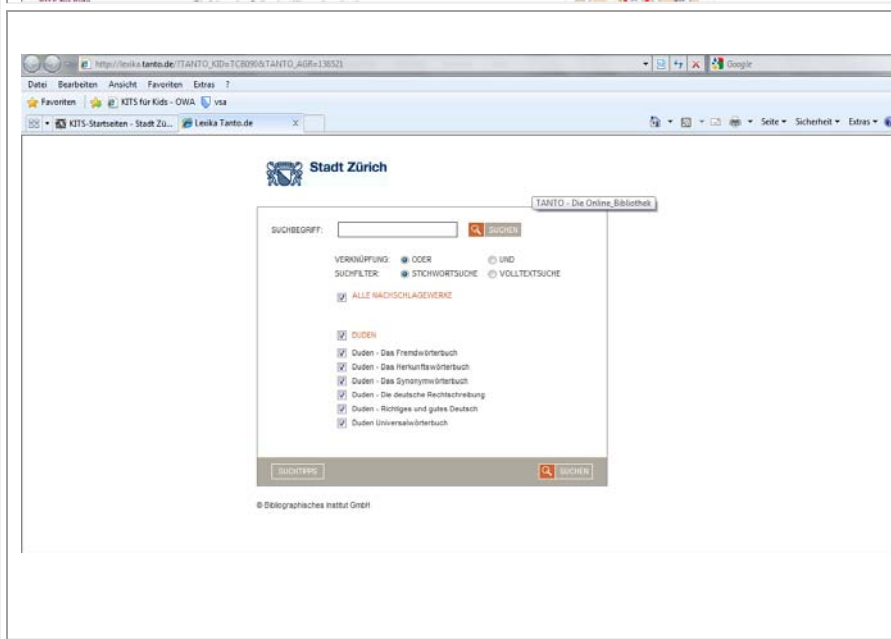 http://lexika.tanto.de/?TANTO_KID=TCB090&TANTO_AGR=136521
Google
Datei Bearbeiten Ansicht Favoriten Extras ?
Favoriten KITS für Kids - OWA vsa
KITS-Startseiten - Stadt Zü... Lexika Tanto.de x Seite Sicherheit Extras
Stadt Zürich
TANTO - Die Online_Bibliothek
SUCHBEGRIFF: SUCHEN
VERKNÜPFUNG: ODER UND
SUCHFILTER: STICHWORTSUCHE VOLLTEXTSUCHE
ALLE NACHSCHLAGEWERKE
DUDEN
Duden - Das Fremdwörterbuch
Duden - Das Herkunftswörterbuch
Duden - Das Synonymwörterbuch
Duden - Die deutsche Rechtschreibung
Duden - Richtiges und gutes Deutsch
Duden Universalwörterbuch
SUCHTIPPS SUCHEN
© Bibliographisches Institut GmbH